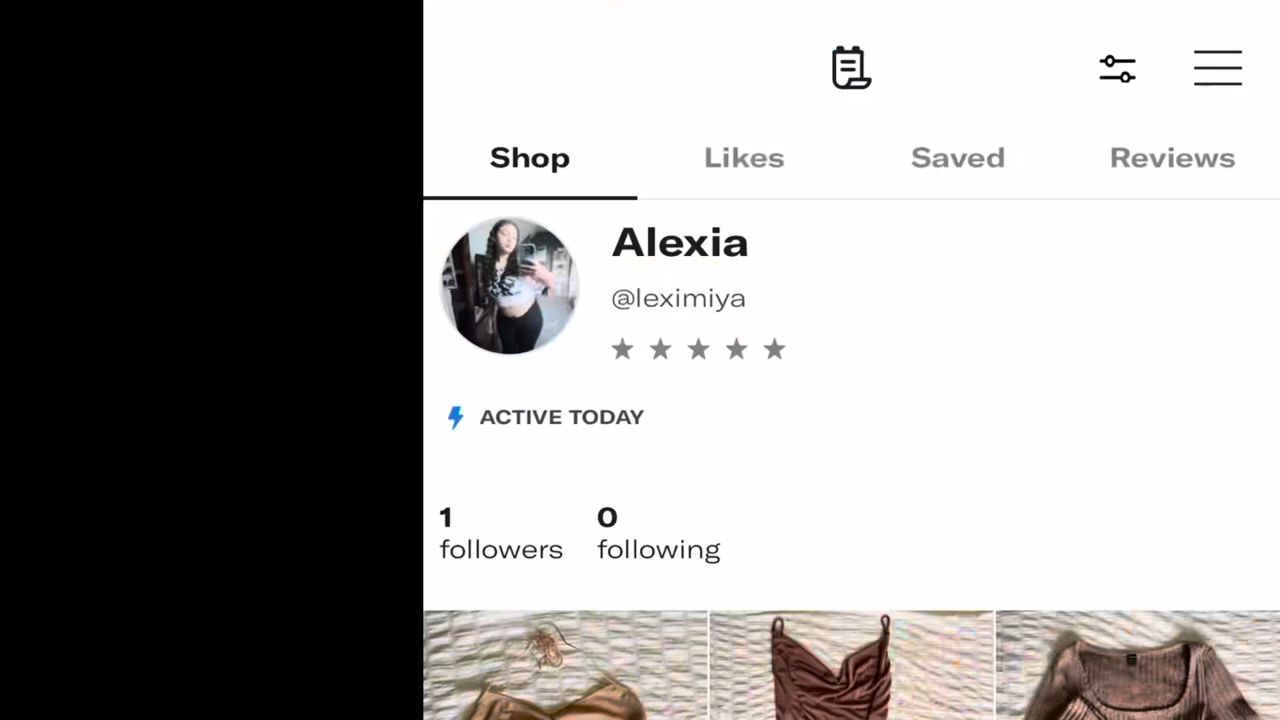 Shop Likes Saved Reviews
Alexia
@leximiya
ACTIVE TODAY
1 0
followers following